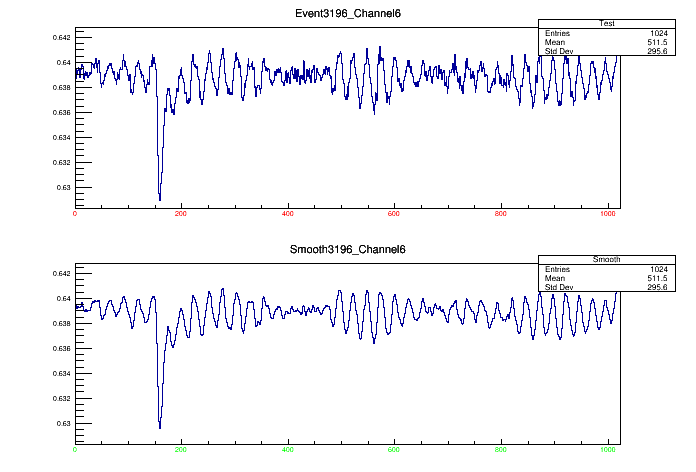 Event3196_Channel6
Test
Entries 1024
Mean 511.5
Std Dev 295.6
0.642
0.64
0.638
0.636
0.634
0.632
0.63
0 200 400 600 800 1000
Smooth3196_Channel6
Smooth
Entries 1024
Mean 511.5
Std Dev 295.6
0.642
0.64
0.638
0.636
0.634
0.632
0.63
0 200 400 600 800 1000